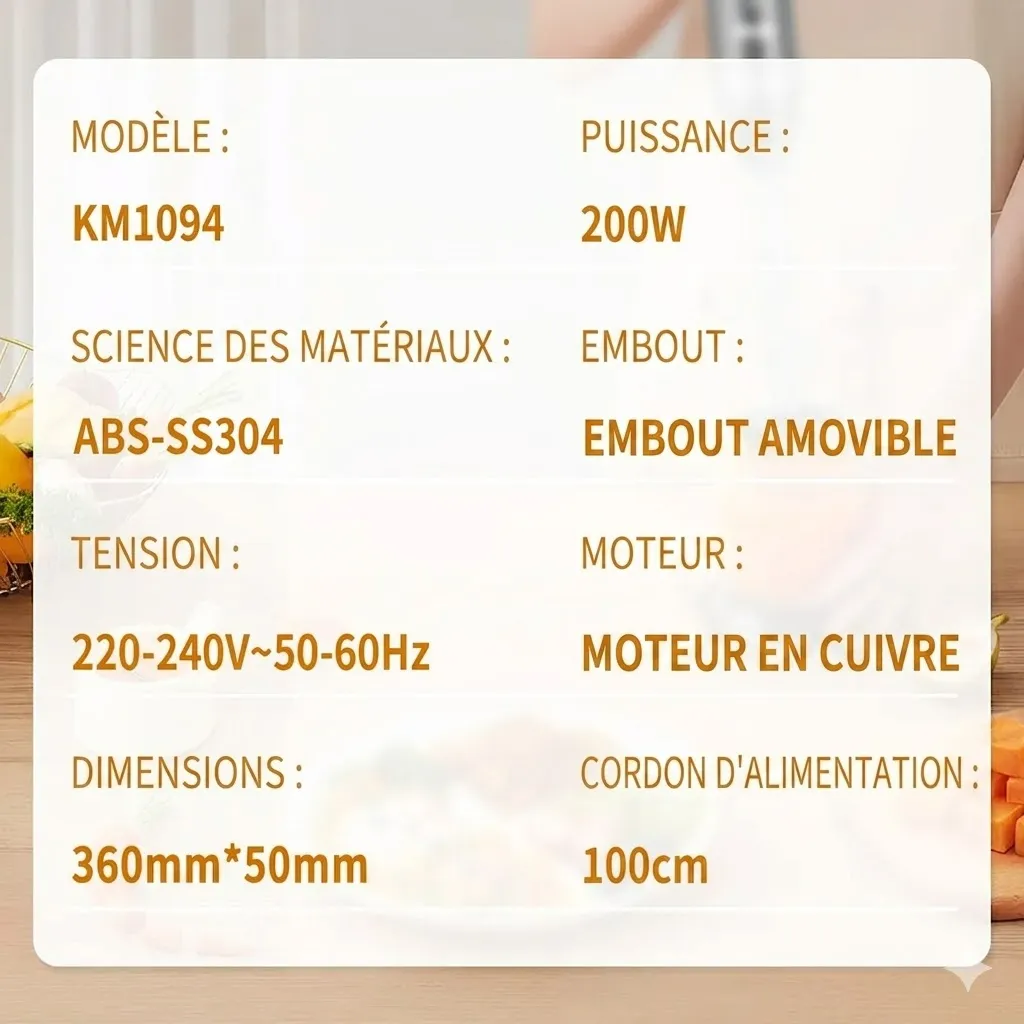 MODÈLE :
PUISSANCE :
KM1094
200W
SCIENCE DES MATÉRIAUX :
EMBOUT :
ABS-SS304
EMBOUT AMOVIBLE
TENSION :
MOTEUR :
220-240V~50-60Hz
MOTEUR EN CUIVRE
DIMENSIONS :
CORDON D'ALIMENTATION :
360mm*50mm
100cm